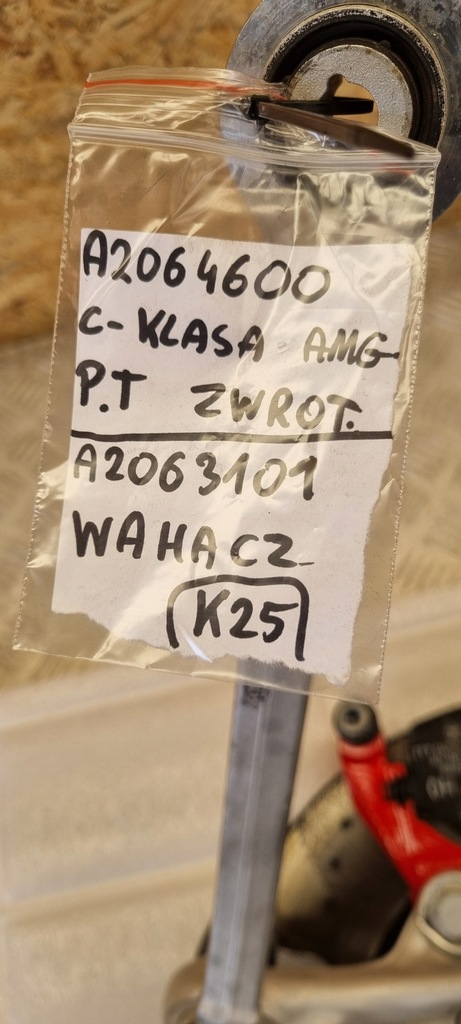 A2064600
C-KLASA AMG
P.T ZWROT.
A2063101
WAHACZ
K25